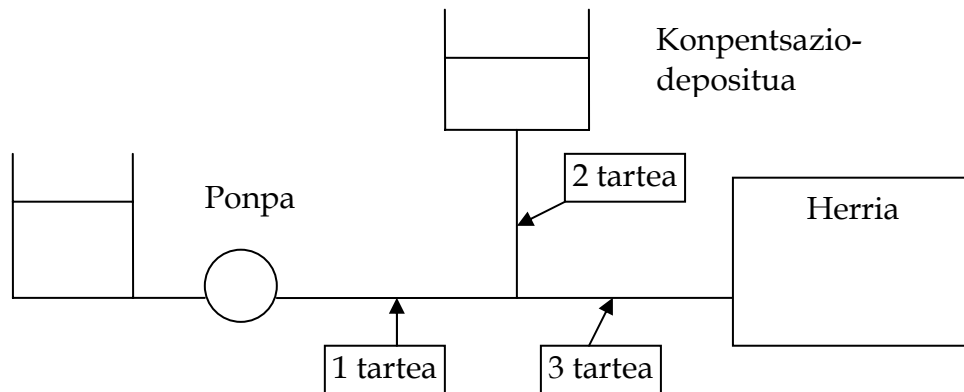 Konpentsazio-
depositua
2 tartea
Ponpa
Herria
1 tartea
3 tartea